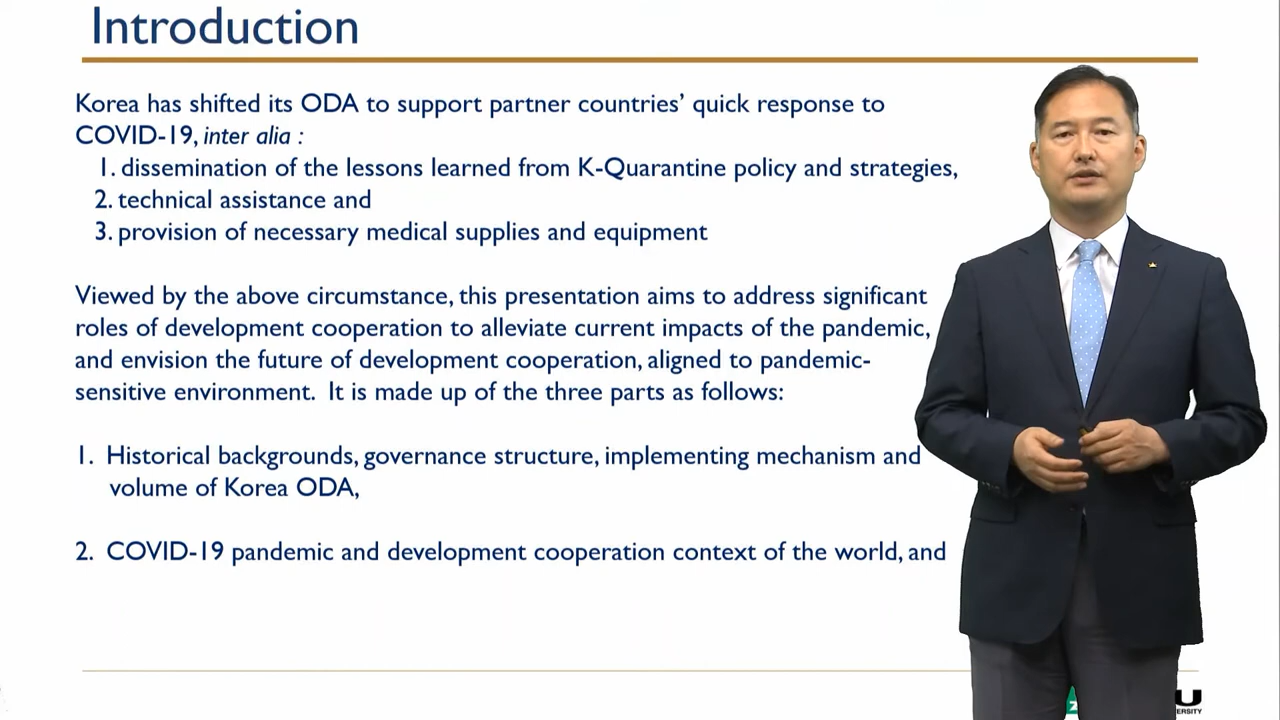 Introduction
Korea has shifted its ODA to support partner countries’ quick response to
COVID-19, inter alia :
1. dissemination of the lessons learned from K-Quarantine policy and strategies,
2. technical assistance and
3. provision of necessary medical supplies and equipment
Viewed by the above circumstance, this presentation aims to address significant
roles of development cooperation to alleviate current impacts of the pandemic,
and envision the future of development cooperation, aligned to pandemic-
sensitive environment. It is made up of the three parts as follows:
1. Historical backgrounds, governance structure, implementing mechanism and
volume of Korea ODA,
2. COVID-19 pandemic and development cooperation context of the world, and